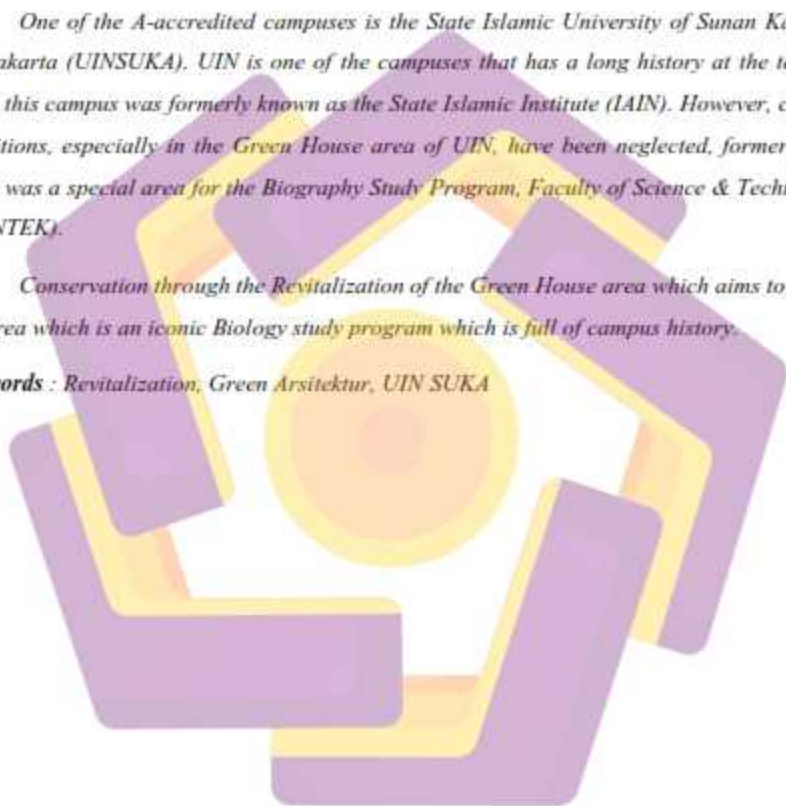 One of the A-accredited campuses is the State Islamic University of Sunan Ka
akarta (UINSUKA). UIN is one of the campuses that has a long history at the t
this campus was formerly known as the State Islamic Institute (IAIN). However, c
itions, especially in the Green House area of UIN, have been neglected, former
was a special area for the Biography Study Program, Faculty of Science & Techn
NTEK).
Conservation through the Revitalization of the Green House area which aims to
rea which is an iconic Biology study program which is full of campus history.
ords : Revitalization, Green Arsitektur, UIN SUKA